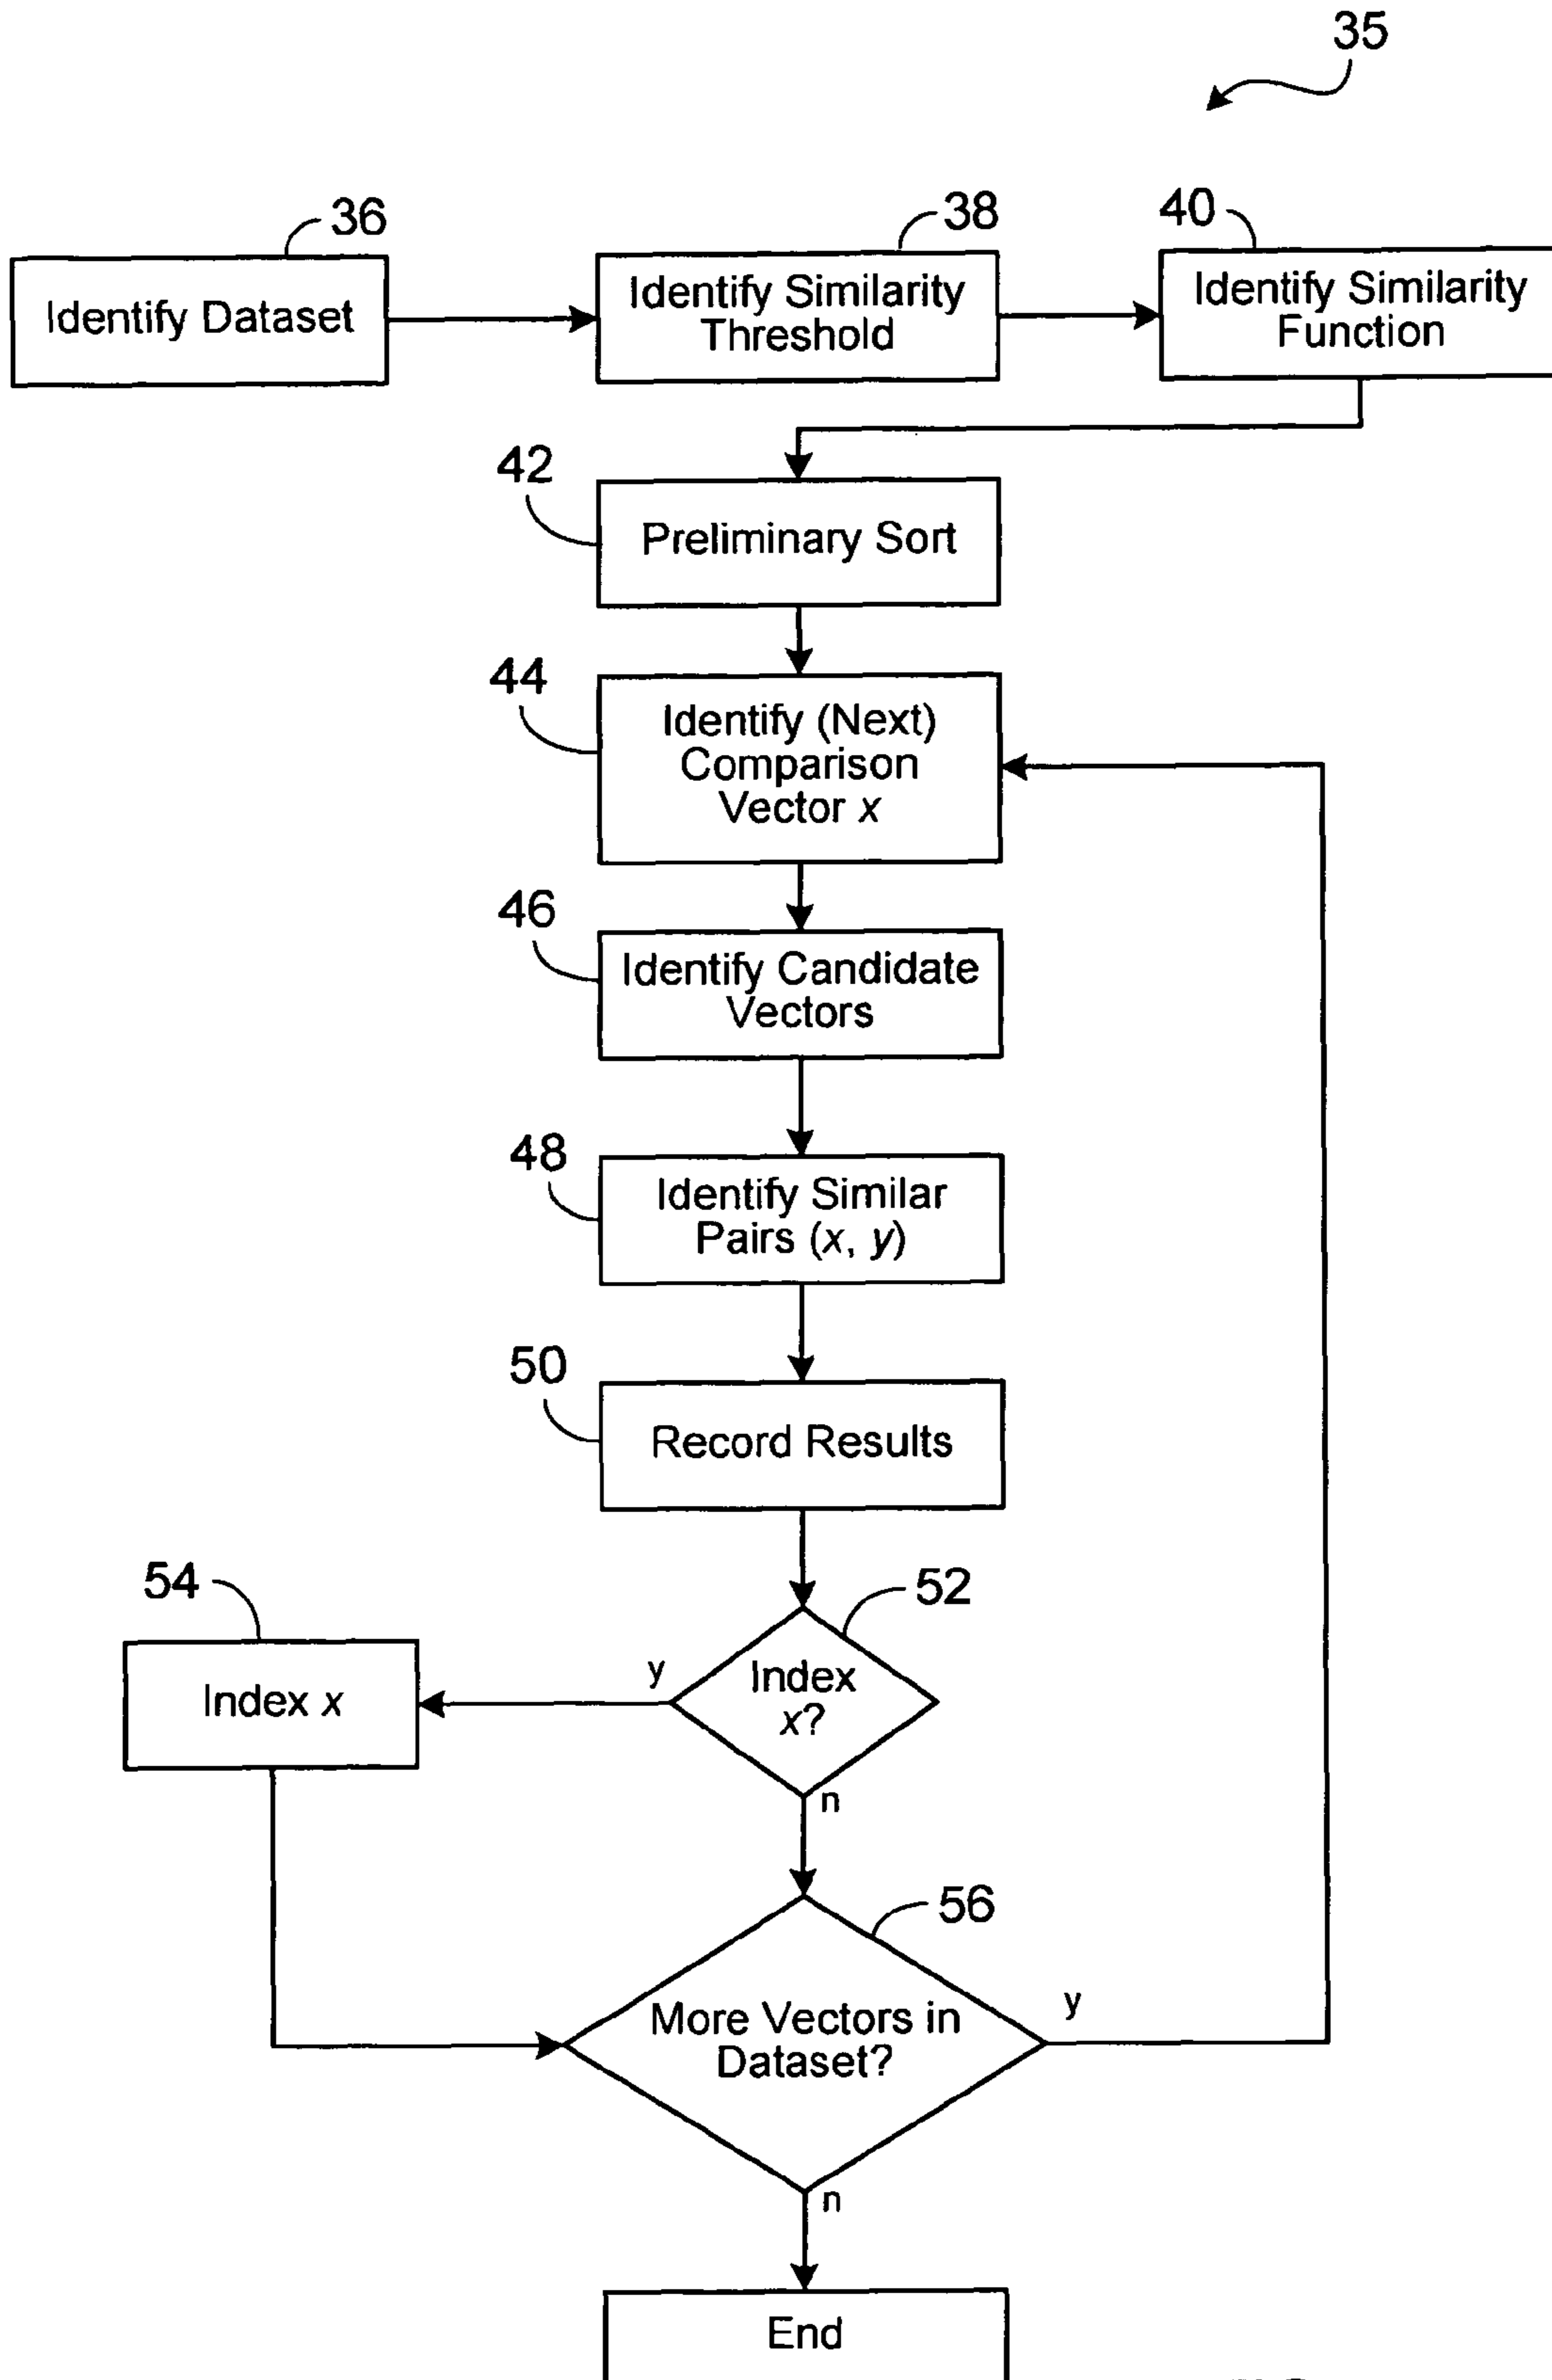 35
36
Identify Dataset
38
Identify Similarity
Threshold
40
Identify Similarity
Function
42
Preliminary Sort
44
Identify (Next)
Comparison
Vector x
46
Identify Candidate
Vectors
48
Identify Similar
Pairs (x, y)
50
Record Results
52
Index
x?
y
n
54
Index x
56
More Vectors in
Dataset?
y
n
End